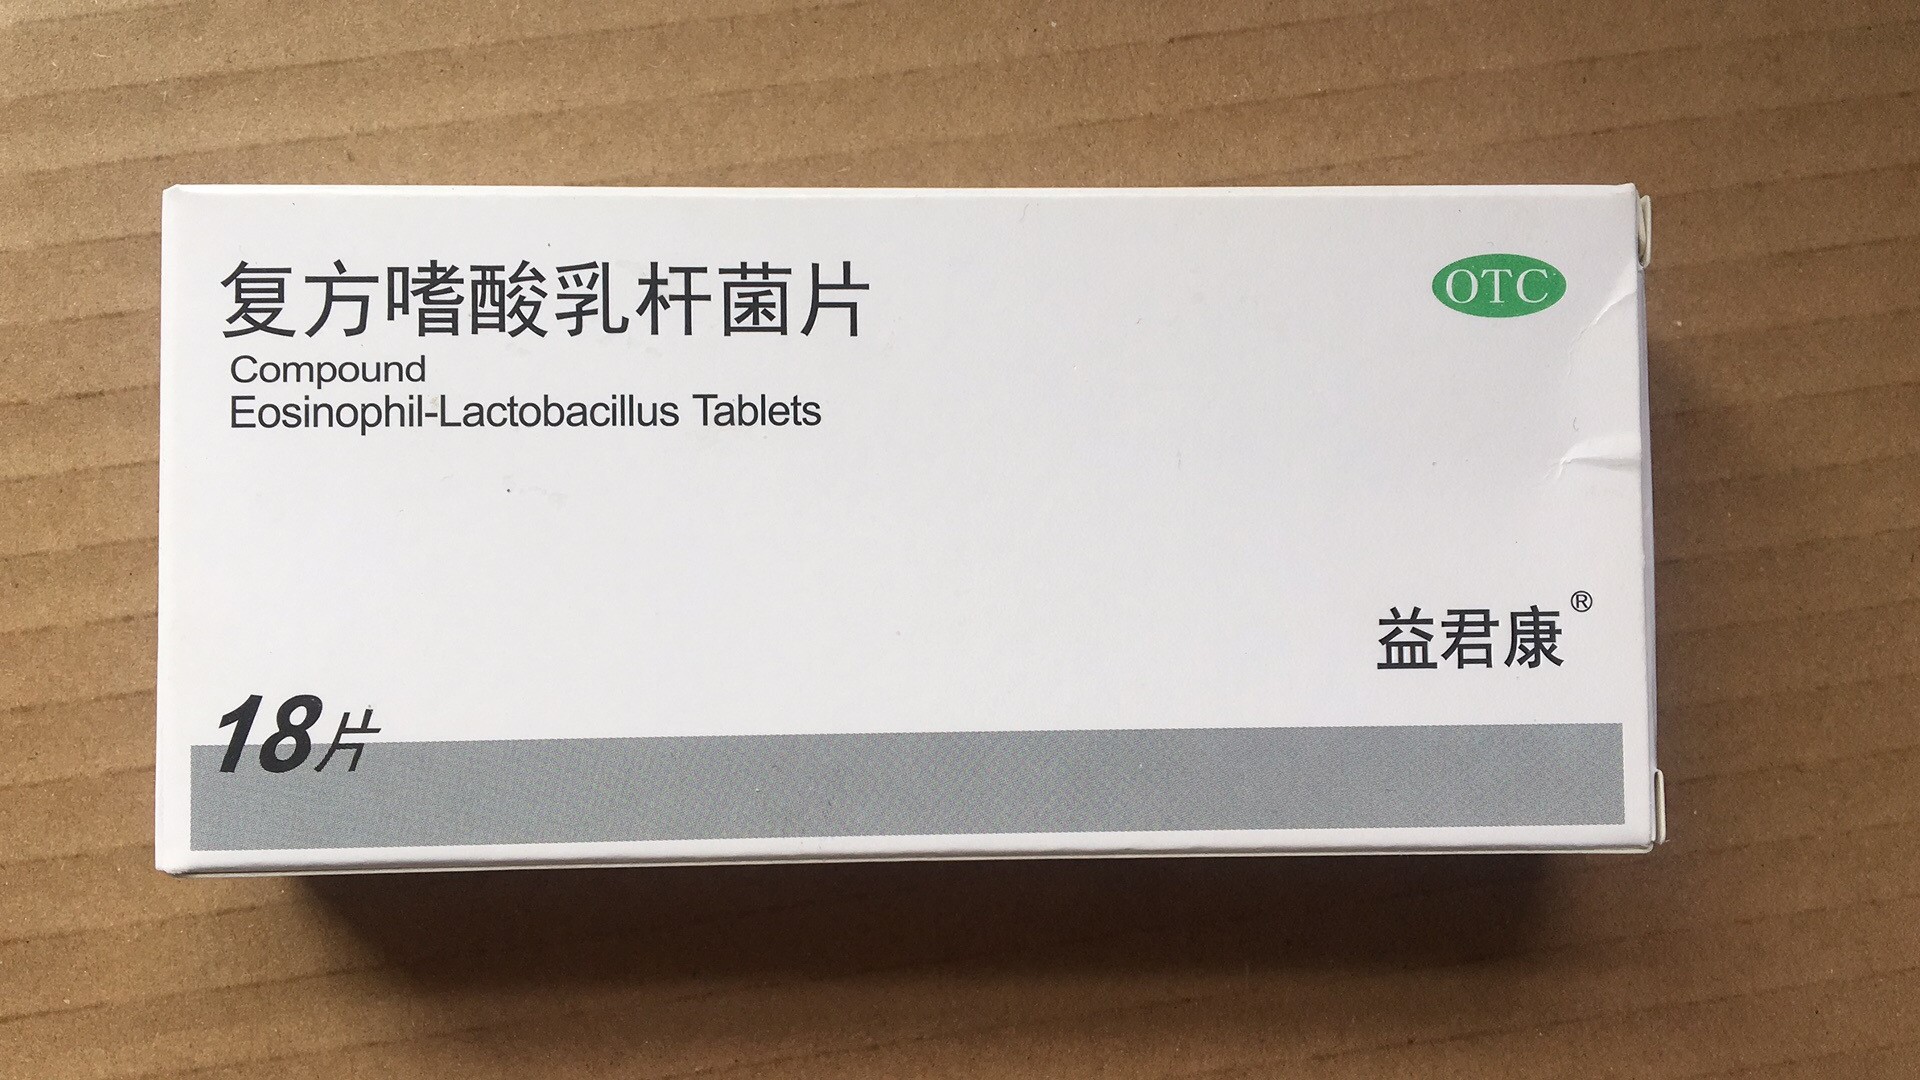 复方嗜酸乳杆菌片
OTC
Compound
Eosinophil-Lactobacillus Tablets
益君康®
18片